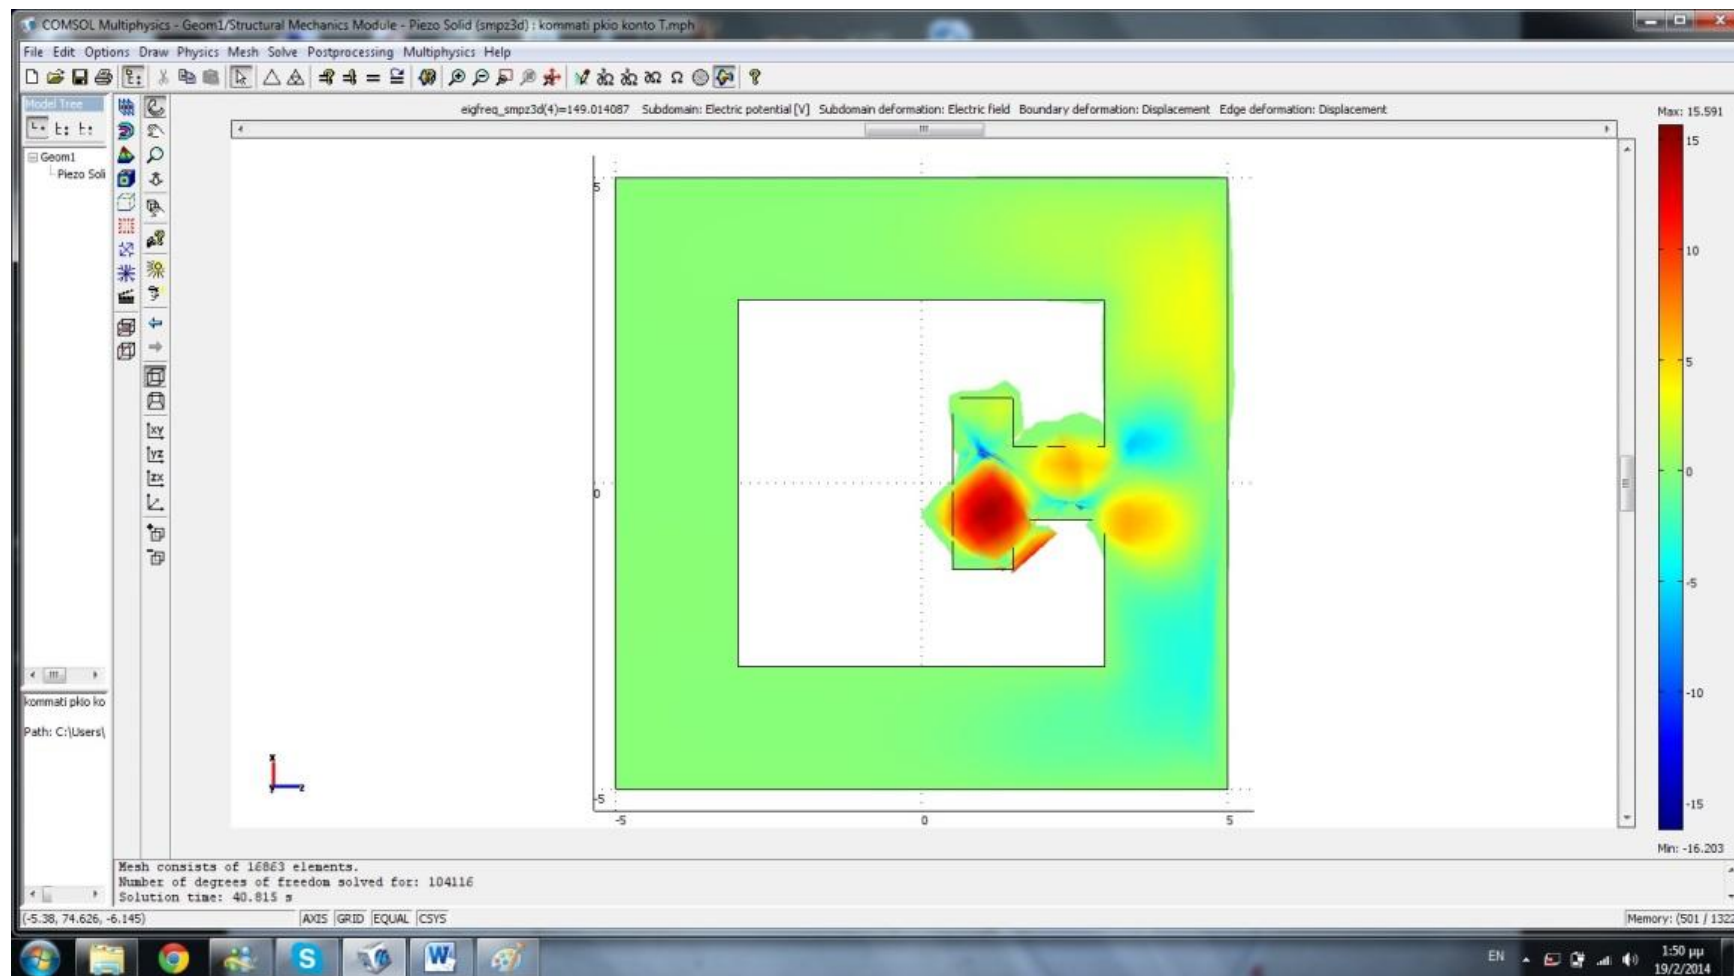 COMSOL Multiphysics - Geom1/Structural Mechanics Module - Piezo Solid (smpz3d) : kommati pkio konto T.mph
File Edit Options Draw Physics Mesh Solve Postprocessing Multiphysics Help
Model Tree
Geom1
Piezo Soli
eigfreq_smpz3d(4)=149.014087 Subdomain: Electric potential [V] Subdomain deformation: Electric field Boundary deformation: Displacement Edge deformation: Displacement
Max: 15.591
15
10
5
0
-5
-10
-15
Min: -16.203
5
0
-5
-5 0 5
x
y z
xy
yz
zx
kommati pkio ko
Path: C:\Users\
Mesh consists of 16863 elements.
Number of degrees of freedom solved for: 104116
Solution time: 40.815 s
(-5.38, 74.626, -6.145) AXIS GRID EQUAL CSYS Memory: (501 / 1322
EN 1:50 μμ
19/2/2014